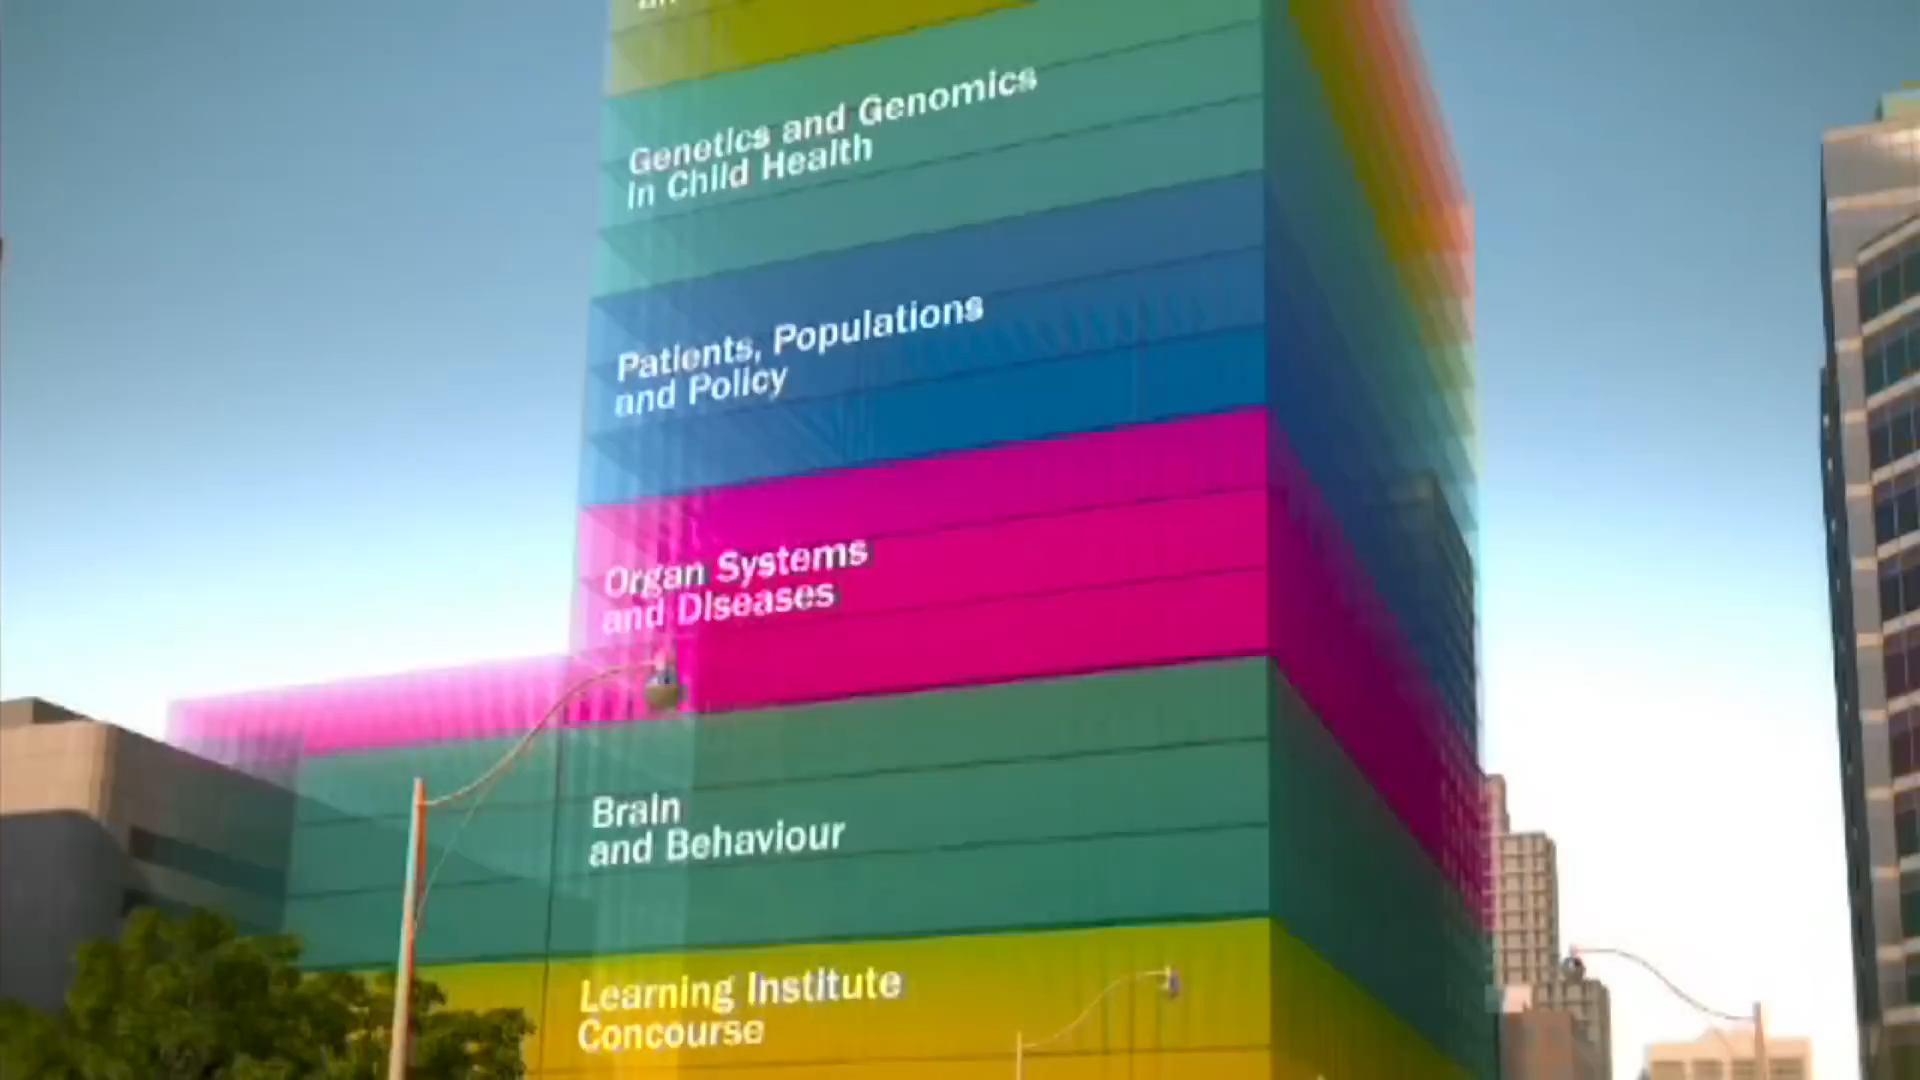 Genetics and Genomics
in Child Health
Patients, Populations
and Policy
Organ Systems
and Diseases
Brain
and Behaviour
Learning Institute
Concourse